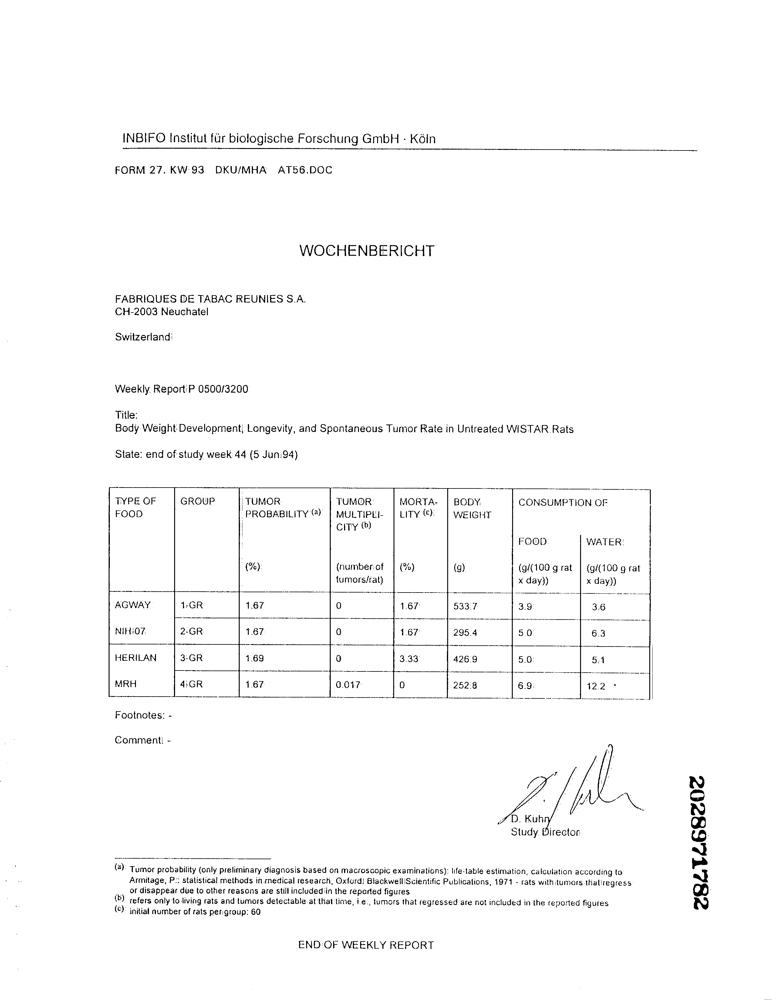 INBIFO Institut für biologische Forschung GmbH · Köln
FORM 27. KW 93 DKU/MHA AT56.DOC
WOCHENBERICHT
FABRIQUES DE TABAC REUNIES S.A.
CH-2003 Neuchatel
Switzerland
Weekly Report P 0500/3200
Title:
Body Weight Development, Longevity, and Spontaneous Tumor Rate in Untreated WISTAR Rats
State: end of study week 44 (5 Jun 94)
TYPE OF FOOD GROUP TUMOR PROBABILITY (a) TUMOR MULTIPLI-CITY (b) MORTA-LITY (c) BODY WEIGHT CONSUMPTION OF
FOOD WATER
(%) (number of tumors/rat) (%) (g) (g/(100 g rat x day)) (g/(100 g rat x day))
AGWAY 1-GR 1.67 0 1.67 533.7 3.9 3.6
NIH-07 2-GR 1.67 0 1.67 295.4 5.0 6.3
HERILAN 3-GR 1.69 0 3.33 426.9 5.0 5.1
MRH 4-GR 1.67 0.017 0 252.8 6.9 12.2
Footnotes: -
Comment: -
D. Kuhn
Study Director
(a) Tumor probability (only preliminary diagnosis based on macroscopic examinations): life-table estimation, calculation according to
Armitage, P.: statistical methods in medical research, Oxford: Blackwell Scientific Publications, 1971 - rats with tumors that regress
or disappear due to other reasons are still included in the reported figures
(b) refers only to living rats and tumors detectable at that time, i.e., tumors that regressed are not included in the reported figures
(c) initial number of rats per group: 60
END OF WEEKLY REPORT
2028971782